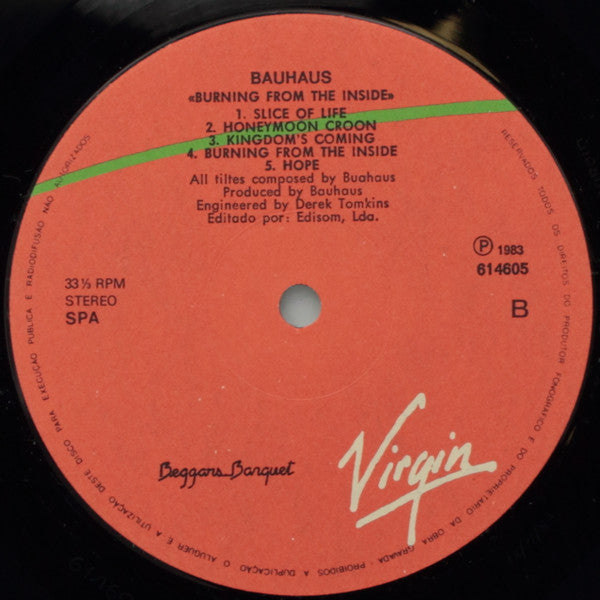 BAUHAUS
«BURNING FROM THE INSIDE»
1. SLICE OF LIFE
2. HONEYMOON CROON
3. KINGDOM'S COMING
4. BURNING FROM THE INSIDE
5. HOPE
All tiltes composed by Buahaus
Produced by Bauhaus
Engineered by Derek Tomkins
Editado por: Edisom, Lda.
33⅓ RPM
STEREO
SPA
Ⓟ 1983
614605
B
Beggars Banquet
Virgin
RESERVADOS TODOS OS DIREITOS DO PRODUTOR FONOGRÁFICO E DO PROPRIETÁRIO DA OBRA GRAVADA - PROIBIDOS A DUPLICAÇÃO O ALUGUER E A UTILIZAÇÃO DESTE DISCO PARA EXECUÇÃO PÚBLICA E RADIODIFUSÃO NÃO AUTORIZADOS